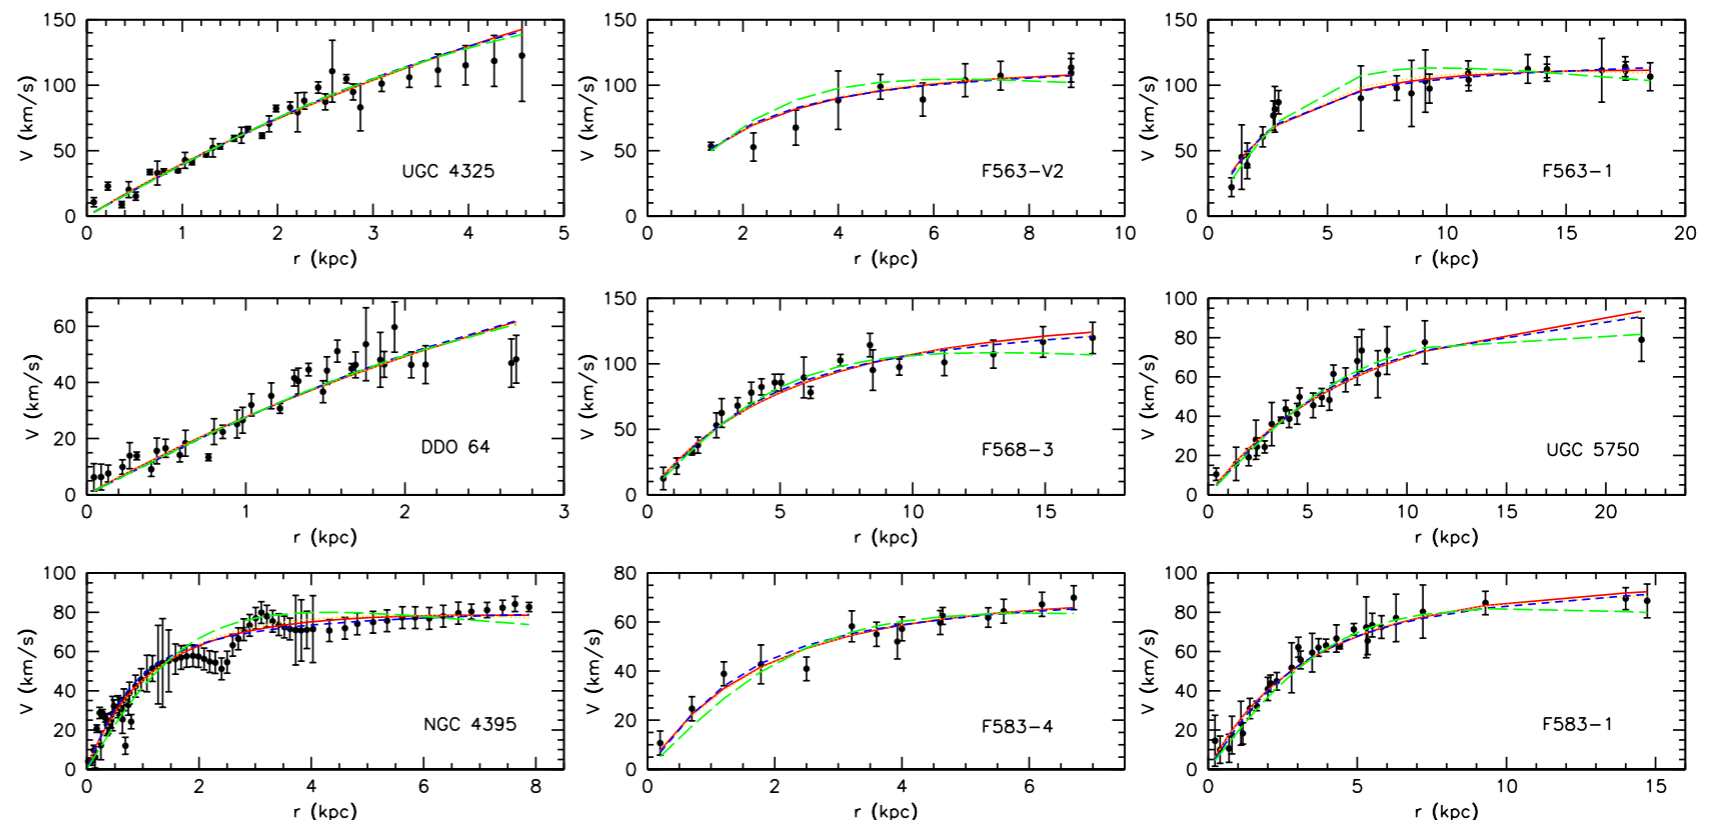 150
100
50
0
V (km/s)
UGC 4325
0 1 2 3 4 5
r (kpc)
150
100
50
0
V (km/s)
F563-V2
2 4 6 8 10
r (kpc)
150
100
50
0
V (km/s)
F563-1
0 5 10 15 20
r (kpc)
60
40
20
0
V (km/s)
DDO 64
0 1 2 3
r (kpc)
150
100
50
0
V (km/s)
F568-3
0 5 10 15
r (kpc)
100
80
60
40
20
0
V (km/s)
UGC 5750
0 5 10 15 20
r (kpc)
100
80
60
40
20
0
V (km/s)
NGC 4395
0 2 4 6 8
r (kpc)
80
60
40
20
0
V (km/s)
F583-4
0 2 4 6
r (kpc)
100
80
60
40
20
0
V (km/s)
F583-1
0 5 10 15
r (kpc)